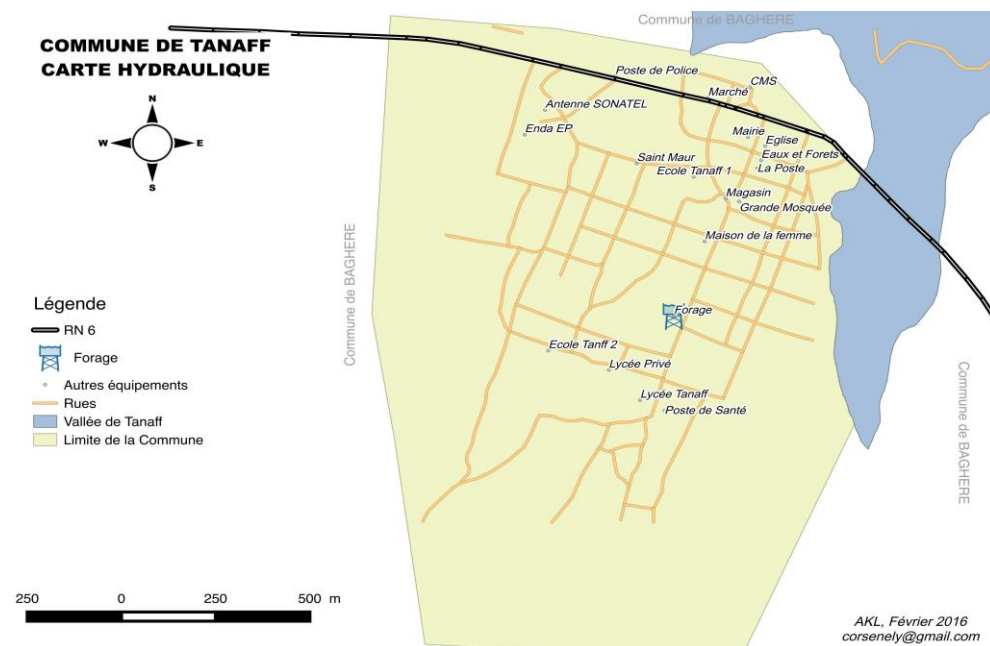 COMMUNE DE TANAFF
CARTE HYDRAULIQUE
N
W
E
S
Commune de BAGHERE
Poste de Police
CMS
Marché
Antenne SONATEL
Enda EP
Mairie
Eglise
Eaux et Forets
La Poste
Saint Maur
Ecole Tanaff 1
Magasin
Grande Mosquée
Maison de la femme
Commune de BAGHERE
Forage
Ecole Tanff 2
Lycée Privé
Lycée Tanaff
Poste de Santé
Commune de BAGHERE
Légende
RN 6
Forage
Autres équipements
Rues
Vallée de Tanaff
Limite de la Commune
250 0 250 500 m
AKL, Février 2016
corsenely@gmail.com